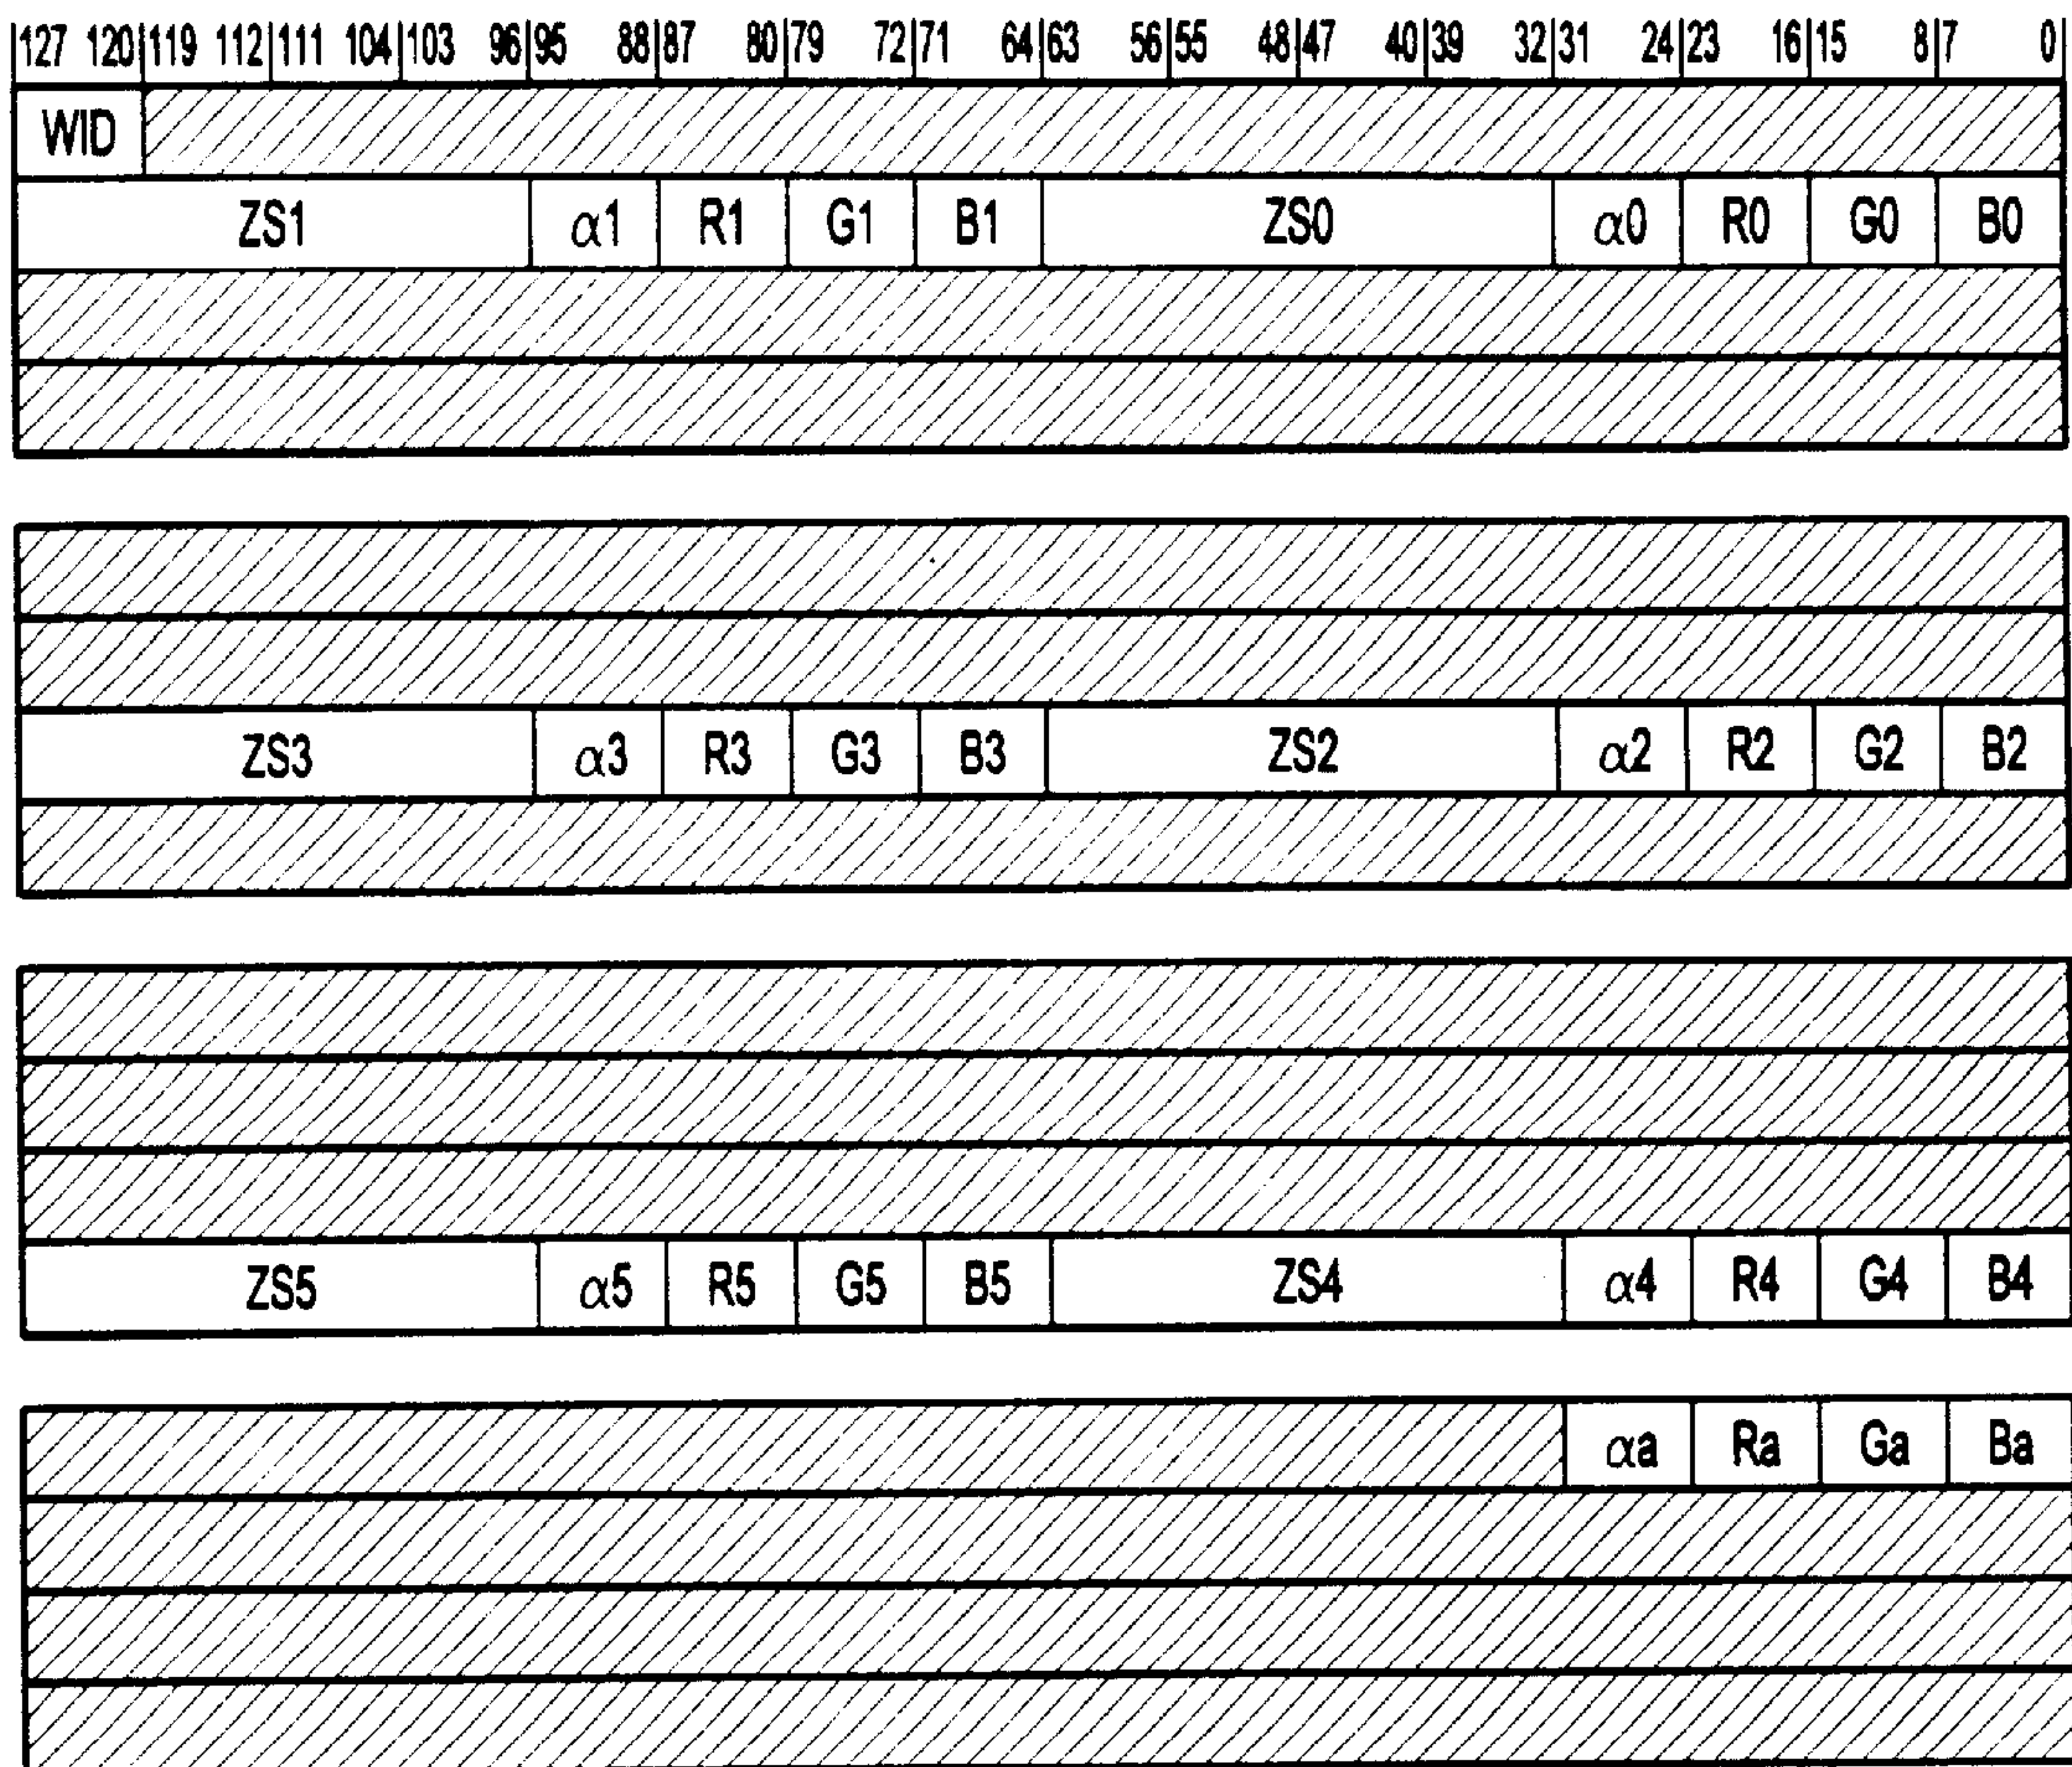 127 120|119 112|111 104|103 96|95 88|87 80|79 72|71 64|63 56|55 48|47 40|39 32|31 24|23 16|15 8|7 0
WID
ZS1 α1 R1 G1 B1 ZS0 α0 R0 G0 B0
ZS3 α3 R3 G3 B3 ZS2 α2 R2 G2 B2
ZS5 α5 R5 G5 B5 ZS4 α4 R4 G4 B4
αa Ra Ga Ba